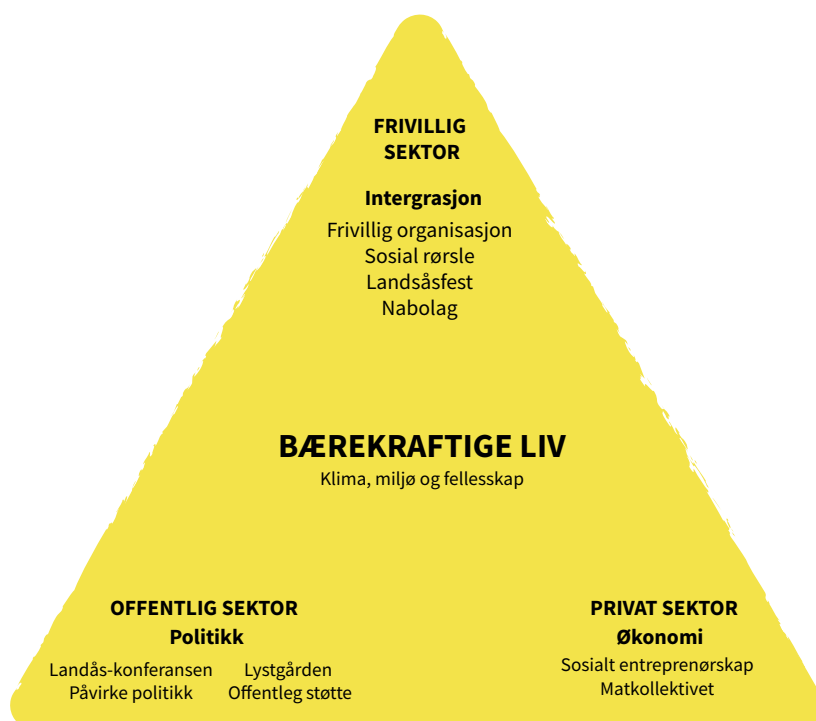 FRIVILLIG
SEKTOR
Intergrasjon
Frivillig organisasjon
Sosial rørsle
Landsåsfest
Nabolag
BÆREKRAFTIGE LIV
Klima, miljø og fellesskap
OFFENTLIG SEKTOR
Politikk
Landås-konferansen Lystgården
Påvirke politikk Offentleg støtte
PRIVAT SEKTOR
Økonomi
Sosialt entreprenørskap
Matkollektivet